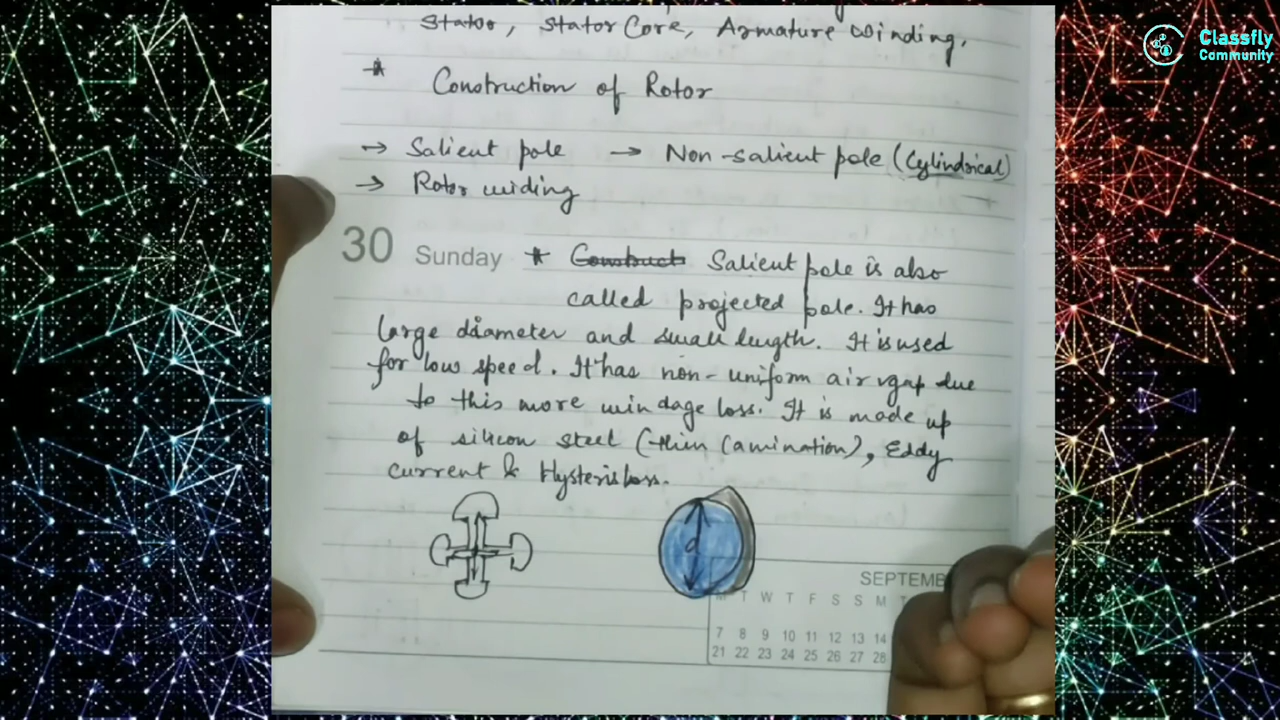 Classfly
Community
Stator, Stator Core, Armature winding.
* Construction of Rotor
→ Salient pole → Non-salient pole (Cylindrical)
→ Rotor widing
30 Sunday * Construct Salient pole is also
called projected pole. It has
large diameter and small length. It is used
for low speed. It has non-uniform air gap due
to this more windage loss. It is made up
of silicon steel (thin lamination), Eddy
current & Hysteris loss.
d
SEPTEMB
M T W T F S S M T
7 8 9 10 11 12 13 14
21 22 23 24 25 26 27 28